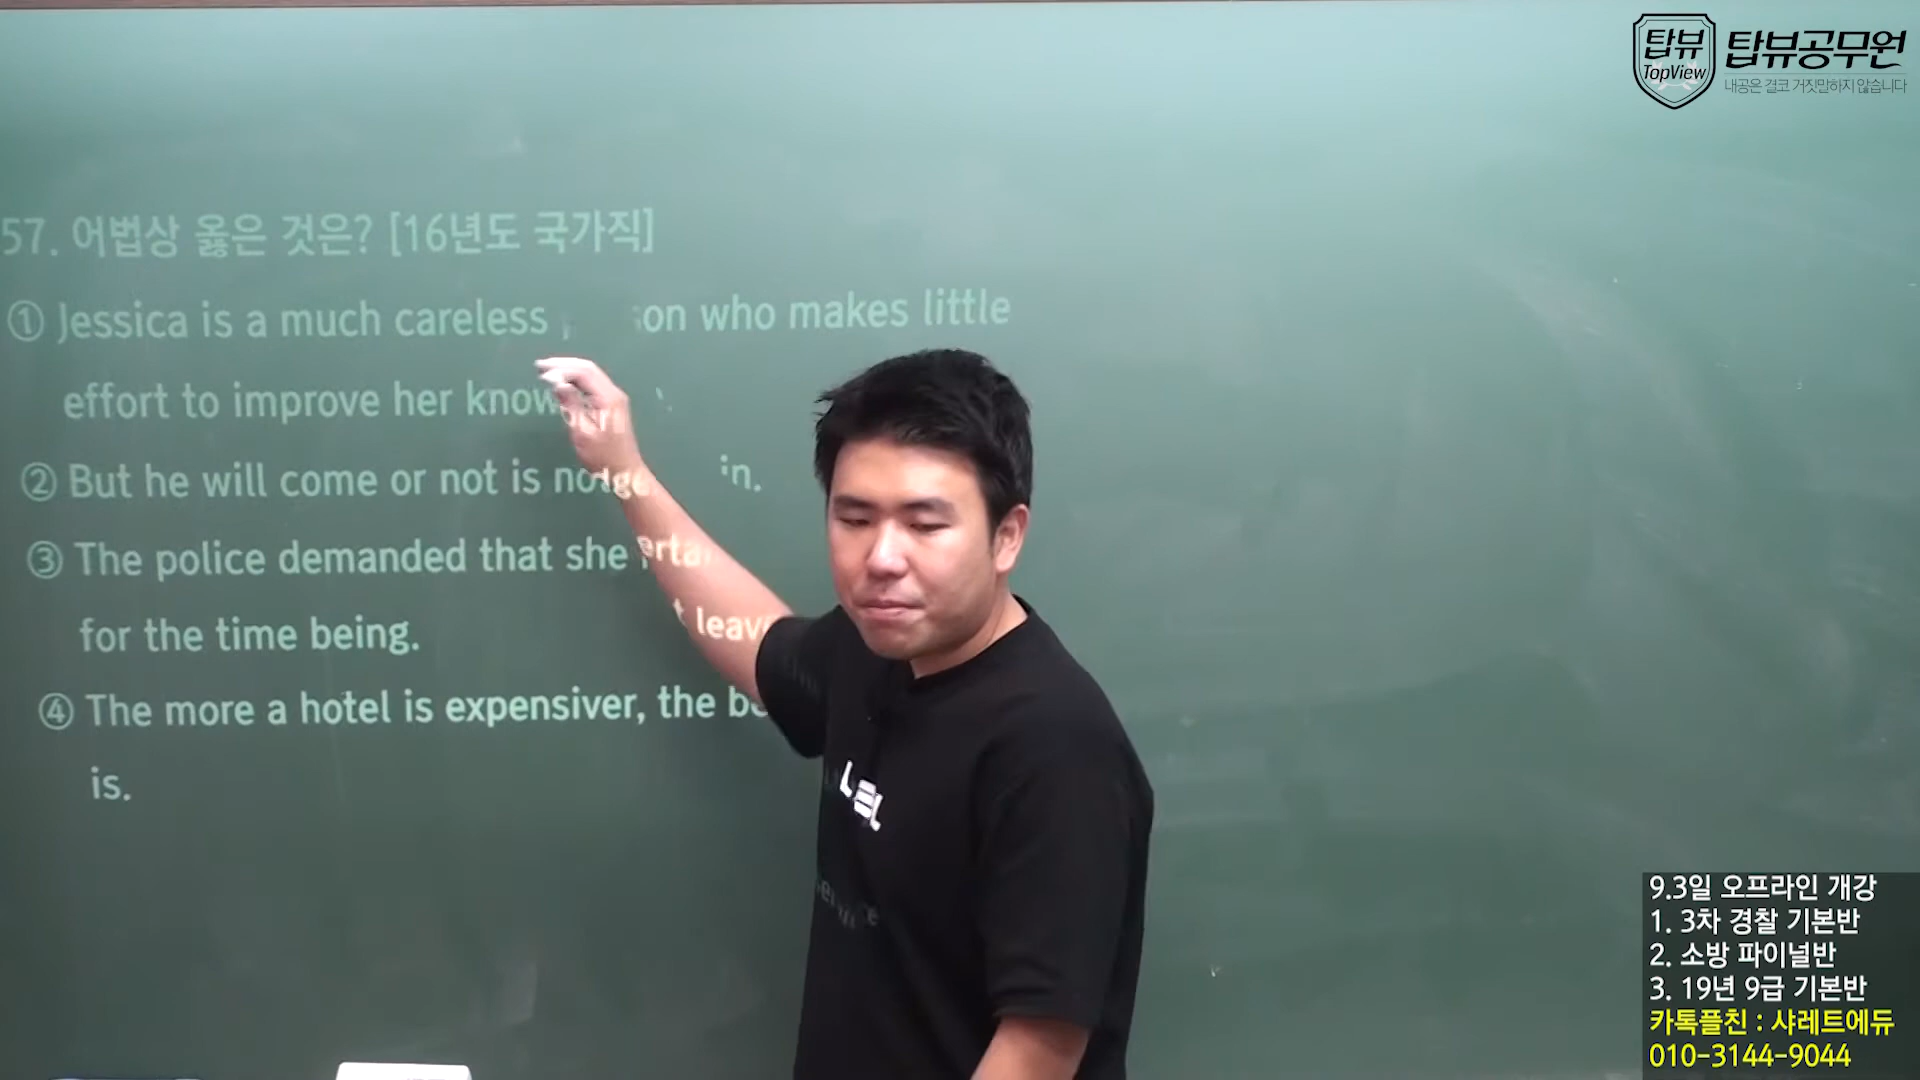 탑뷰
TopView
탑뷰공무원
내공은 결코 거짓말하지 않습니다
57. 어법상 옳은 것은? [16년도 국가직]
① Jessica is a much careless who makes little
effort to improve her
② But he will come or not is
③ The police demanded that she
leave
for the time being.
④ The more a hotel is expensiver, the
is.
9.3일 오프라인 개강
1. 3차 경찰 기본반
2. 소방 파이널반
3. 19년 9급 기본반
카톡플친 : 샤레트에듀
010-3144-9044